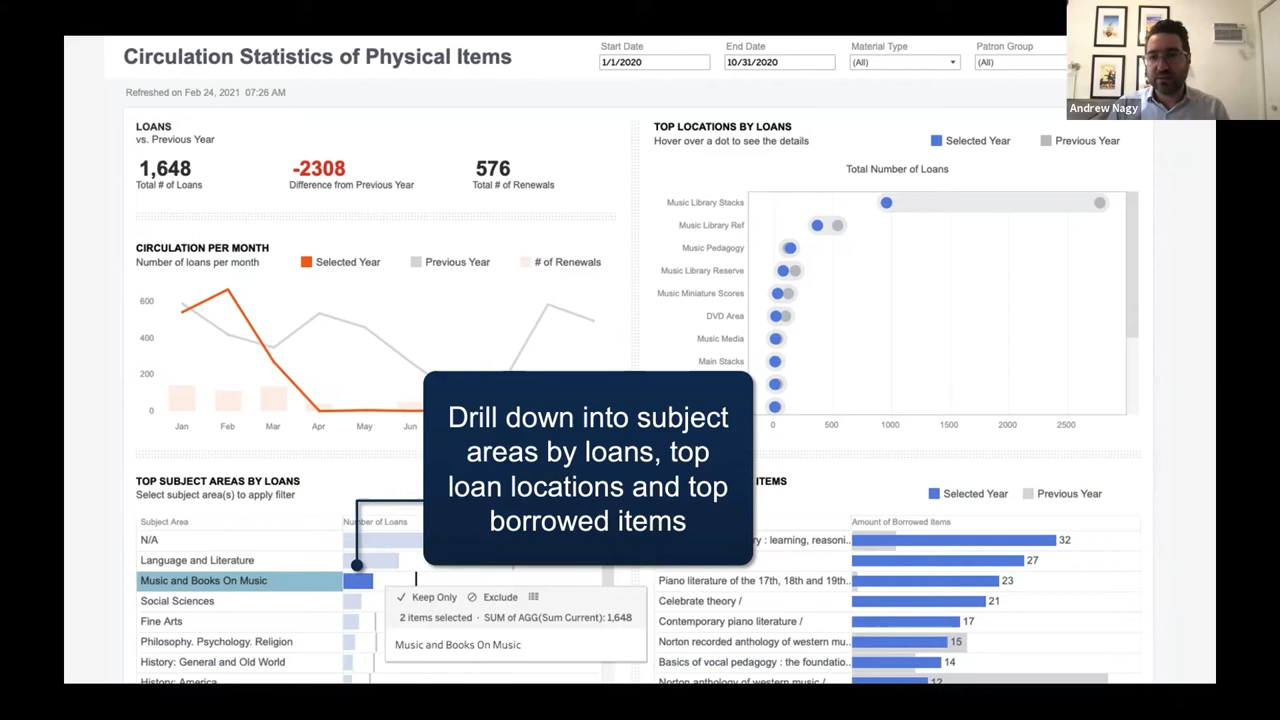 Circulation Statistics of Physical Items
Start Date
1/1/2020
End Date
10/31/2020
Material Type
(All)
Patron Group
(All)
Andrew Nagy
Refreshed on Feb 24, 2021 07:26 AM
LOANS
vs. Previous Year
1,648
Total # of Loans
-2308
Difference from Previous Year
576
Total # of Renewals
CIRCULATION PER MONTH
Number of loans per month
Selected Year
Previous Year
# of Renewals
600
400
200
0
Jan
Feb
Mar
Apr
May
Jun
TOP LOCATIONS BY LOANS
Hover over a dot to see the details
Selected Year
Previous Year
Total Number of Loans
Music Library Stacks
Music Library Ref
Music Pedagogy
Music Library Reserve
Music Miniature Scores
DVD Area
Music Media
Main Stacks
0
500
1000
1500
2000
2500
Drill down into subject
areas by loans, top
loan locations and top
borrowed items
TOP SUBJECT AREAS BY LOANS
Select subject area(s) to apply filter
Subject Area
Number of Loans
N/A
Language and Literature
Music and Books On Music
Social Sciences
Fine Arts
Philosophy. Psychology. Religion
History: General and Old World
History: America
Keep Only
Exclude
2 items selected · SUM of AGG(Sum Current): 1,648
Music and Books On Music
ITEMS
Selected Year
Previous Year
Amount of Borrowed Items
: learning, reasoni..
32
27
Piano literature of the 17th, 18th and 19th..
23
Celebrate theory /
21
Contemporary piano literature /
17
Norton recorded anthology of western mu..
15
Basics of vocal pedagogy : the foundatio..
14
Norton anthology of western music /
12